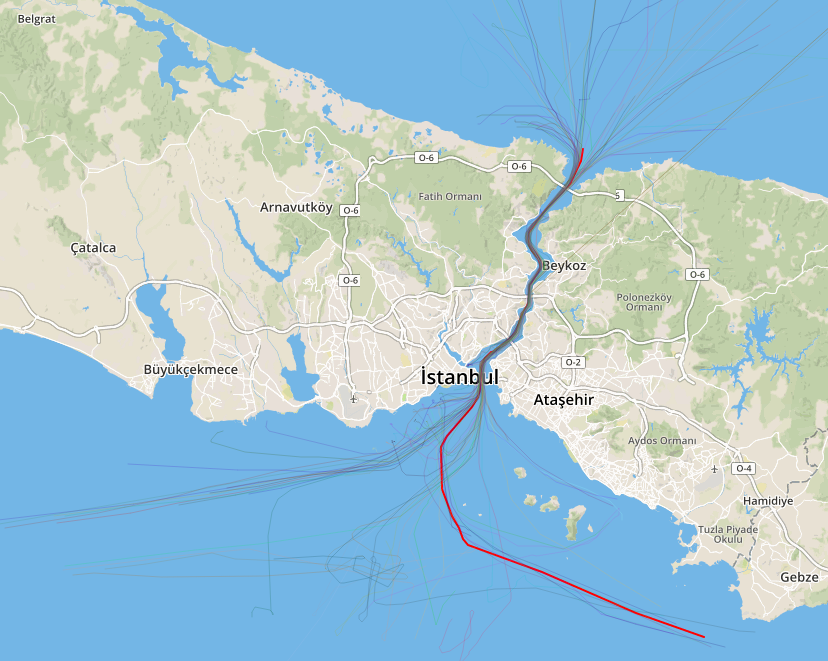 Belgrat
O-6
O-6
Fatih Ormanı
6
Arnavutköy
O-6
Çatalca
Beykoz
O-6
O-6
Polonezköy
Ormanı
Büyükçekmece
O-2
İstanbul
Ataşehir
Aydos Ormanı
O-4
Hamidiye
Tuzla Piyade
Okulu
Gebze